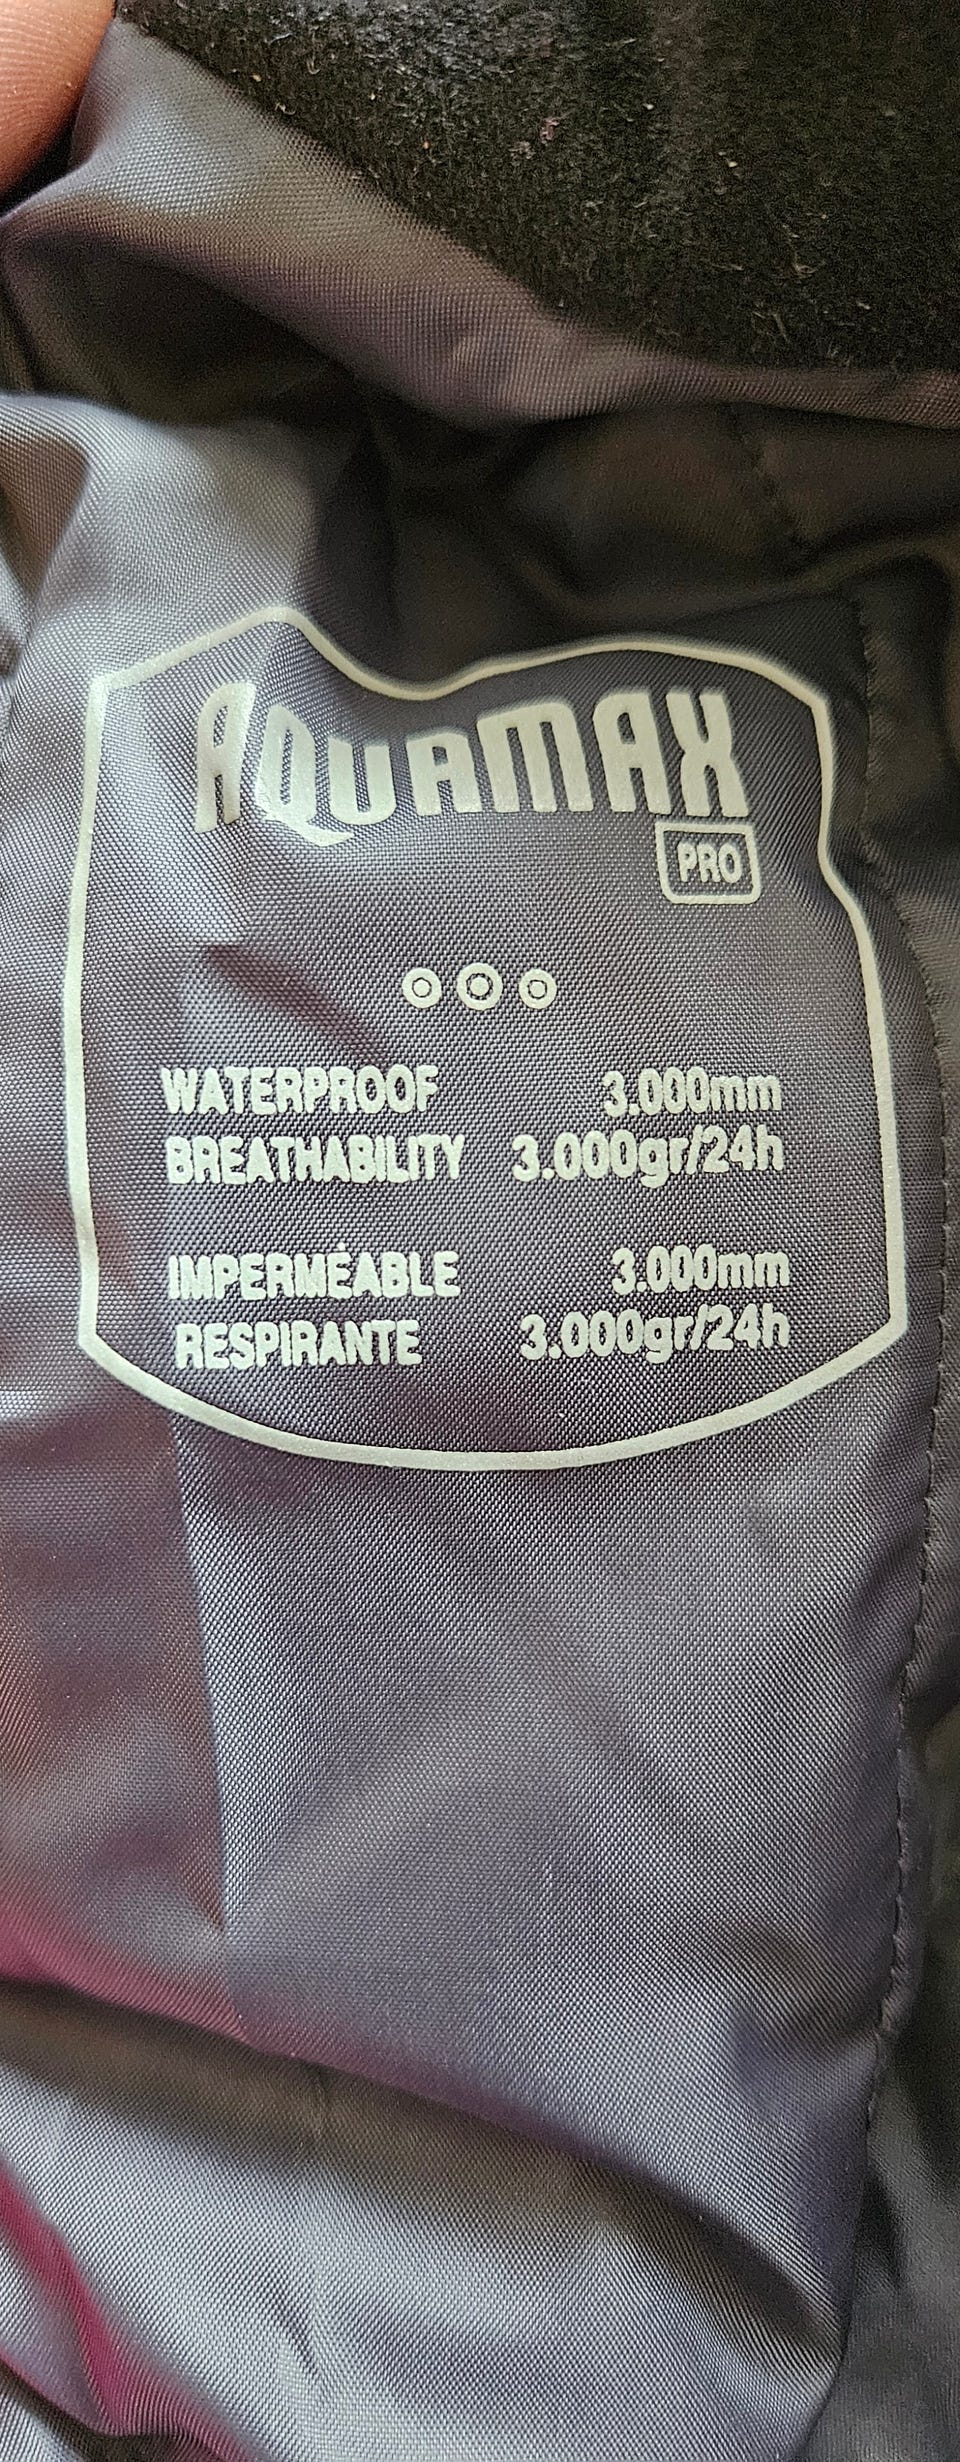 AQUAMAX
PRO
WATERPROOF 3.000mm
BREATHABILITY 3.000gr/24h
IMPERMÉABLE 3.000mm
RESPIRANTE 3.000gr/24h